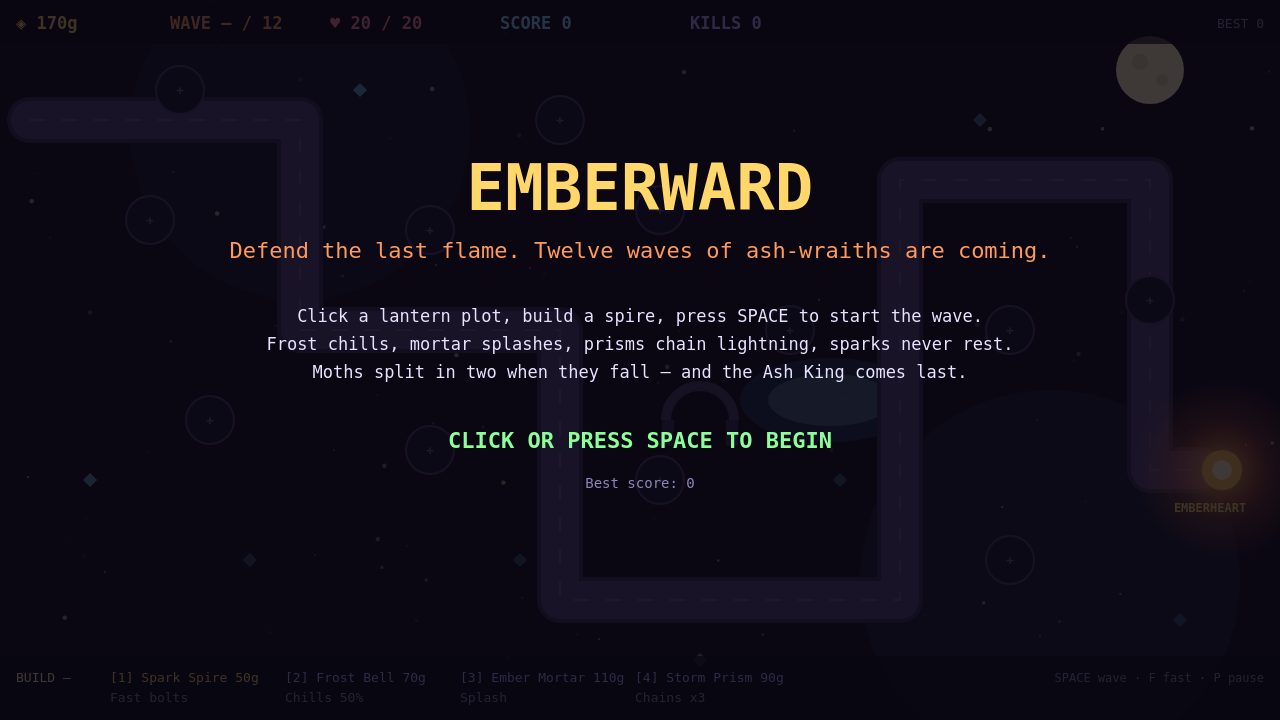 ◈ 170g WAVE — / 12 ♥ 20 / 20 SCORE 0 KILLS 0 BEST 0
EMBERWARD
Defend the last flame. Twelve waves of ash-wraiths are coming.
Click a lantern plot, build a spire, press SPACE to start the wave.
Frost chills, mortar splashes, prisms chain lightning, sparks never rest.
Moths split in two when they fall — and the Ash King comes last.
CLICK OR PRESS SPACE TO BEGIN
Best score: 0
EMBERHEART
BUILD — [1] Spark Spire 50g [2] Frost Bell 70g [3] Ember Mortar 110g [4] Storm Prism 90g SPACE wave · F fast · P pause
Fast bolts Chills 50% Splash Chains x3